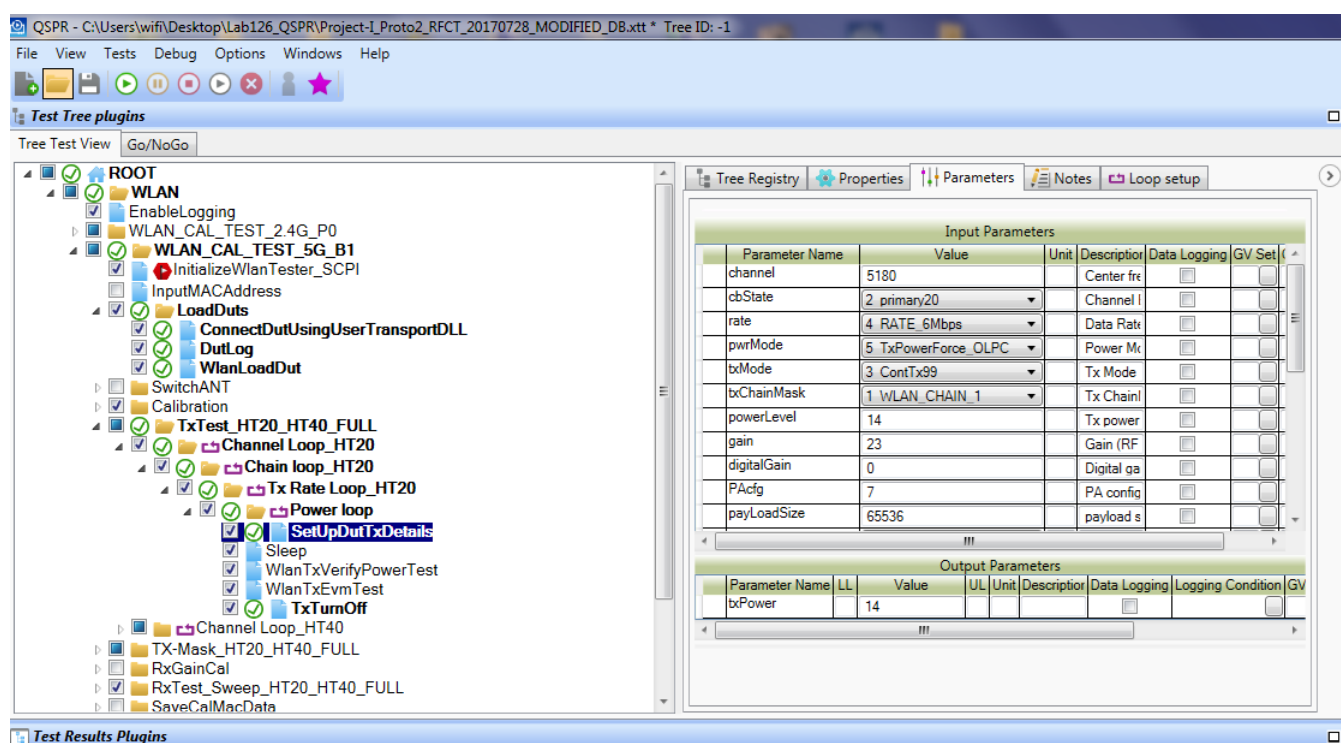 QSPR - C:\Users\wifi\Desktop\Lab126_QSPR\Project-I_Proto2_RFCT_20170728_MODIFIED_DB.xtt * Tree ID: -1
File View Tests Debug Options Windows Help
Test Tree plugins
Tree Test View Go/NoGo
ROOT
WLAN
EnableLogging
WLAN_CAL_TEST_2.4G_P0
WLAN_CAL_TEST_5G_B1
InitializeWlanTester_SCPI
InputMACAddress
LoadDuts
ConnectDutUsingUserTransportDLL
DutLog
WlanLoadDut
SwitchANT
Calibration
TxTest_HT20_HT40_FULL
Channel Loop_HT20
Chain loop_HT20
Tx Rate Loop_HT20
Power loop
SetUpDutTxDetails
Sleep
WlanTxVerifyPowerTest
WlanTxEvmTest
TxTurnOff
Channel Loop_HT40
TX-Mask_HT20_HT40_FULL
RxGainCal
RxTest_Sweep_HT20_HT40_FULL
SaveCalMacData
Tree Registry Properties Parameters Notes Loop setup
Input Parameters
Parameter Name Value Unit Description Data Logging GV Set (
channel 5180 Center fre
cbState 2 primary20 Channel
rate 4 RATE_6Mbps Data Rate
pwrMode 5 TxPowerForce_OLPC Power Mo
txMode 3 ContTx99 Tx Mode
txChainMask 1 WLAN_CHAIN_1 Tx Chain
powerLevel 14 Tx power
gain 23 Gain (RF
digitalGain 0 Digital ga
PAcfg 7 PA config
payLoadSize 65536 payload s
Output Parameters
Parameter Name LL Value UL Unit Description Data Logging Logging Condition GV
txPower 14
Test Results Plugins